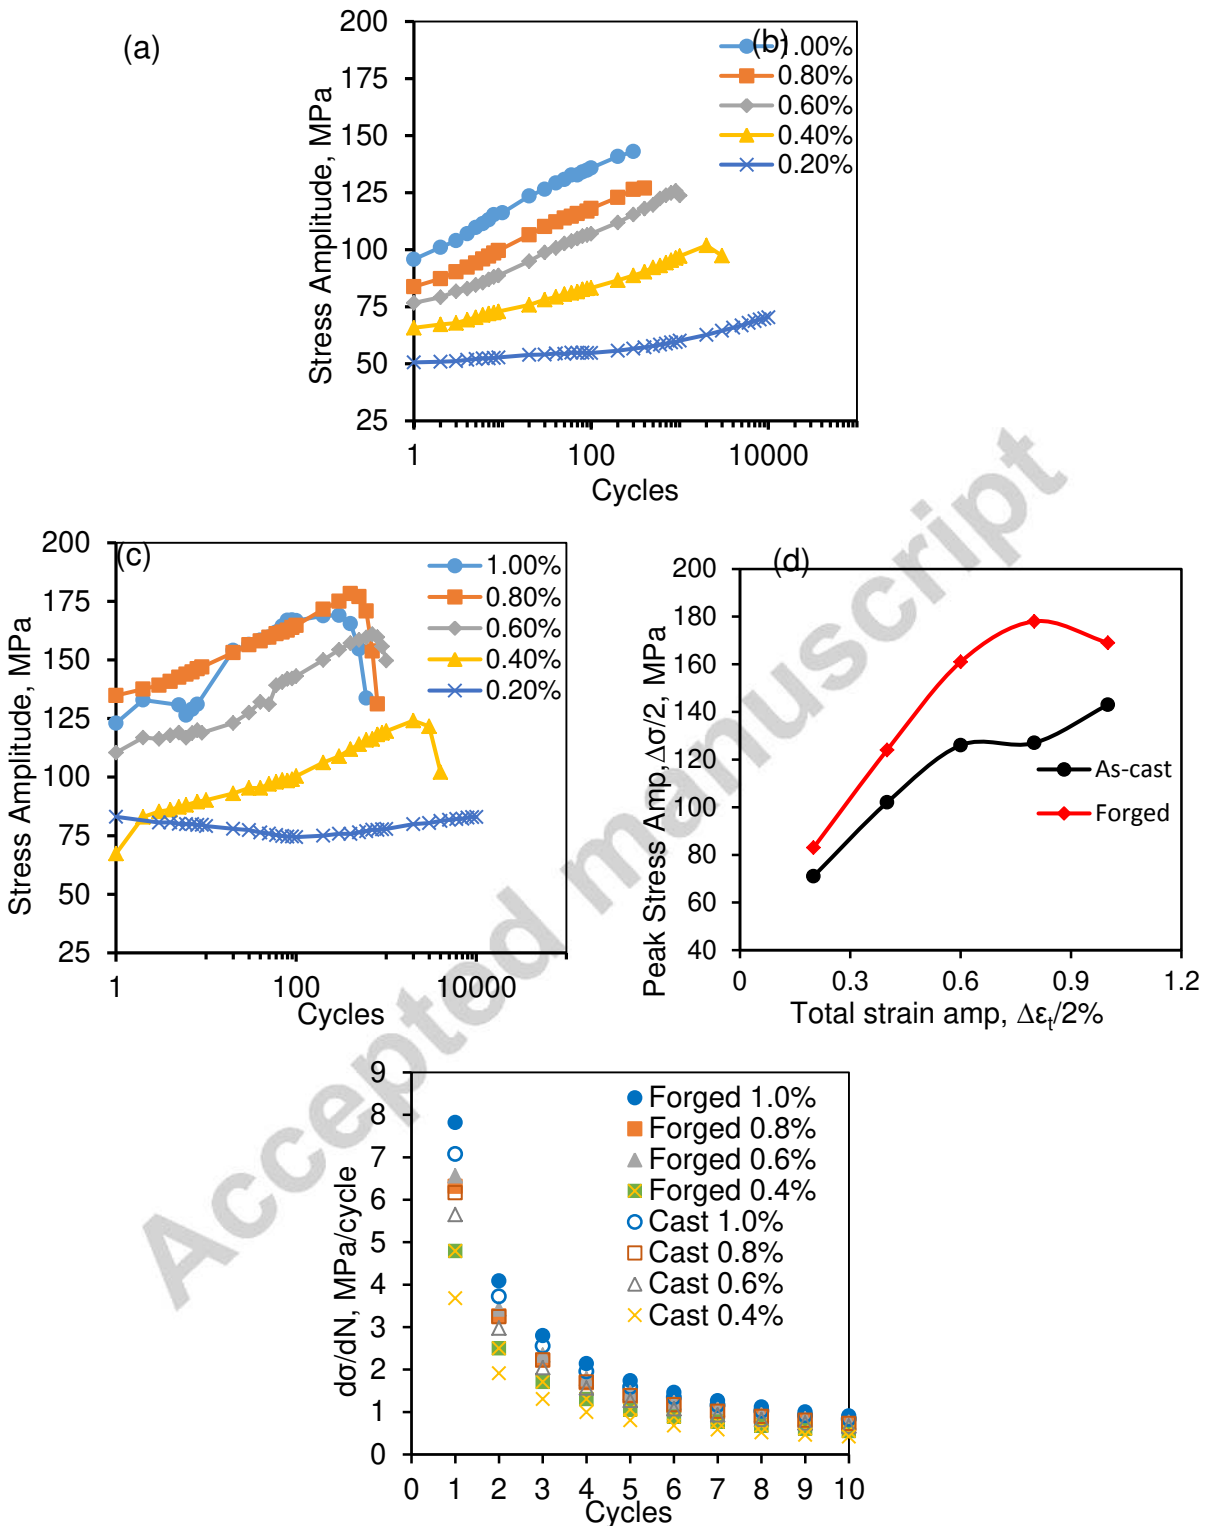 (a)
(b)
200
175
150
125
100
75
50
25
Stress Amplitude, MPa
1
100
10000
Cycles
1.00%
0.80%
0.60%
0.40%
0.20%
(c)
200
175
150
125
100
75
50
25
Stress Amplitude, MPa
1
100
10000
Cycles
1.00%
0.80%
0.60%
0.40%
0.20%
(d)
200
180
160
140
120
100
80
60
40
Peak Stress Amp,Δσ/2, MPa
0
0.3
0.6
0.9
1.2
Total strain amp, Δεt/2%
As-cast
Forged
9
8
7
6
5
4
3
2
1
0
dσ/dN, MPa/cycle
0 1 2 3 4 5 6 7 8 9 10
Cycles
Forged 1.0%
Forged 0.8%
Forged 0.6%
Forged 0.4%
Cast 1.0%
Cast 0.8%
Cast 0.6%
Cast 0.4%
Accepted manuscript